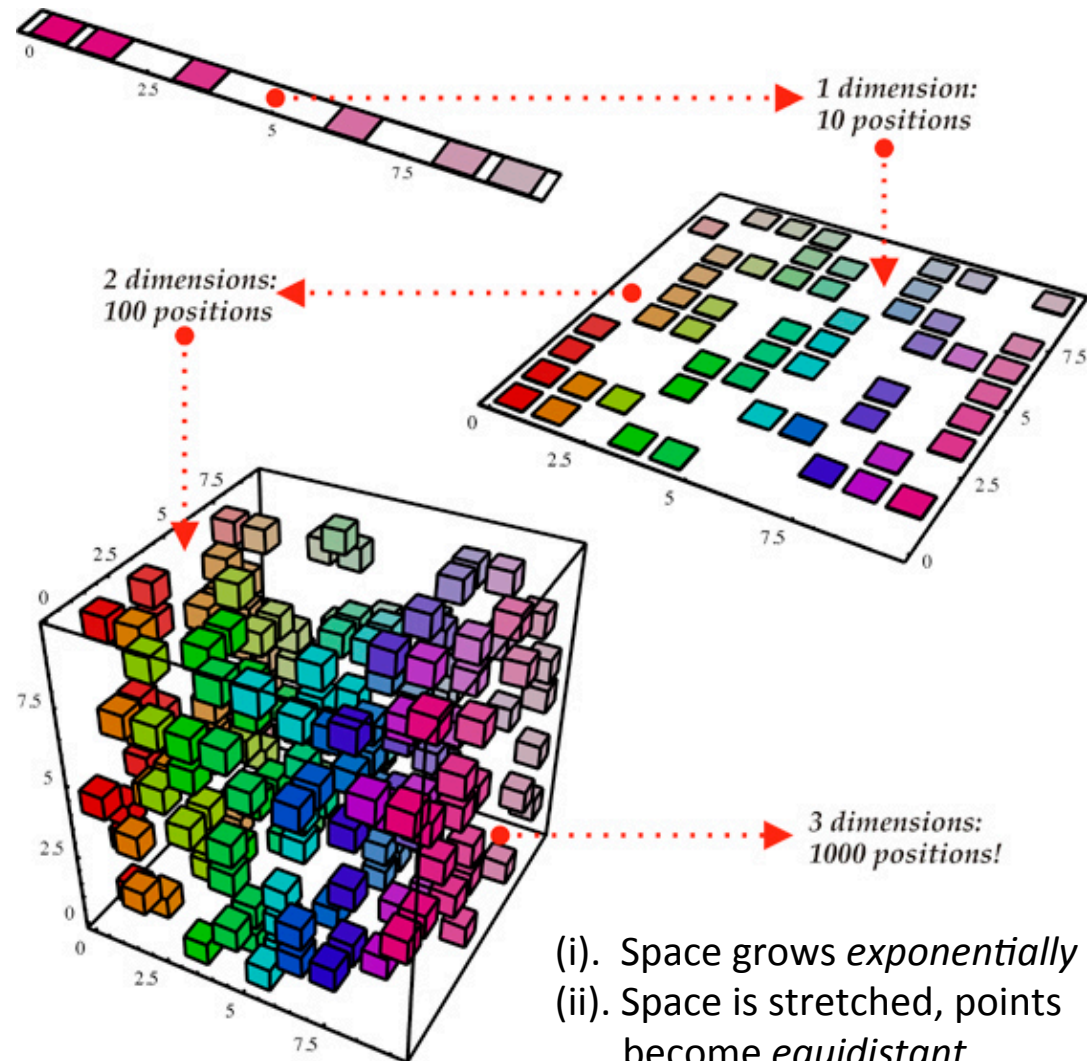 0
2.5
5
7.5
1 dimension:
10 positions
2 dimensions:
100 positions
0
2.5
5
7.5
0
2.5
5
7.5
0
2.5
5
7.5
7.5
5
2.5
0
0
2.5
5
7.5
3 dimensions:
1000 positions!
(i). Space grows exponentially
(ii). Space is stretched, points
become equidistant